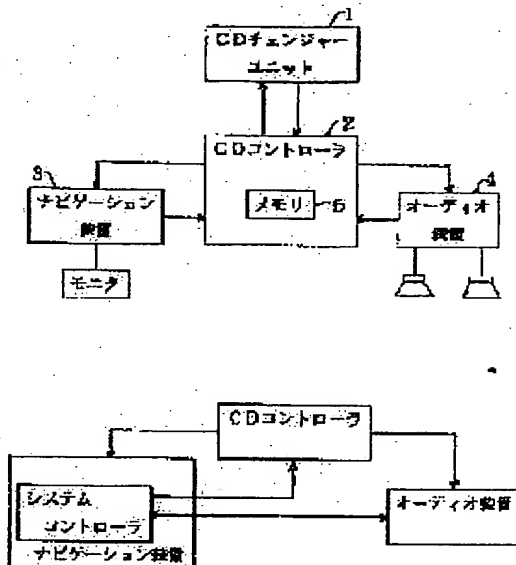 1
CDチェンジャー
ユニット
2
CDコントローラ
3
ナビゲーション
装置
メモリ
5
4
オーディオ
装置
モニタ
CDコントローラ
システム
コントローラ
ナビゲーション装置
オーディオ装置